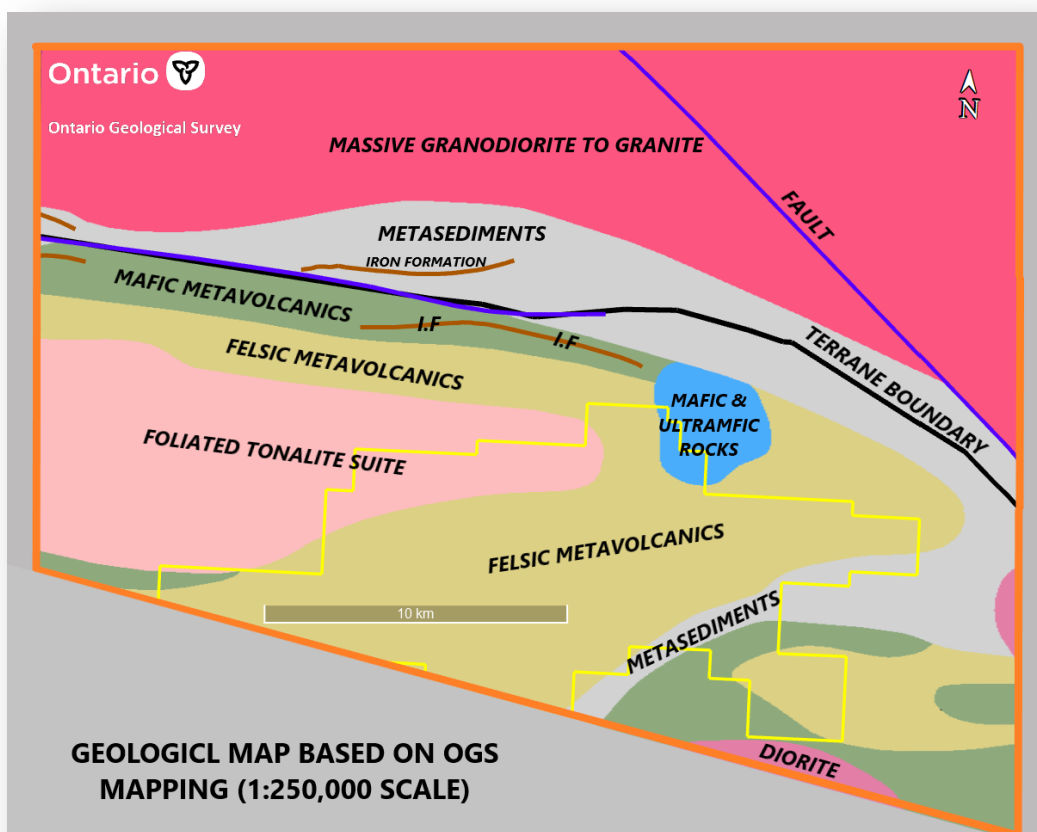 Ontario
N
Ontario Geological Survey
MASSIVE GRANODIORITE TO GRANITE
FAULT
METASEDIMENTS
IRON FORMATION
MAFIC METAVOLCANICS
I.F
I.F
TERRANE BOUNDARY
FELSIC METAVOLCANICS
MAFIC &
ULTRAMFIC
ROCKS
FOLIATED TONALITE SUITE
FELSIC METAVOLCANICS
10 km
METASEDIMENTS
DIORITE
GEOLOGICL MAP BASED ON OGS
MAPPING (1:250,000 SCALE)